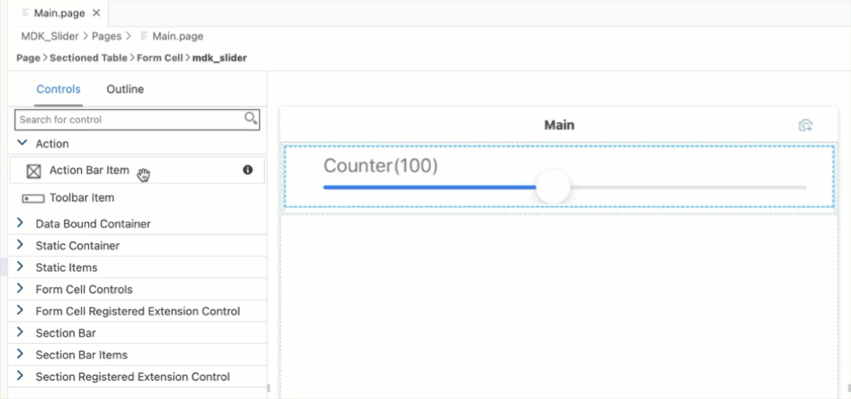 Main.page ×
MDK_Slider > Pages > Main.page
Page > Sectioned Table > Form Cell > mdk_slider
Controls Outline
Search for control
Action
Action Bar Item
Toolbar Item
Data Bound Container
Static Container
Static Items
Form Cell Controls
Form Cell Registered Extension Control
Section Bar
Section Bar Items
Section Registered Extension Control
Main
Counter(100)